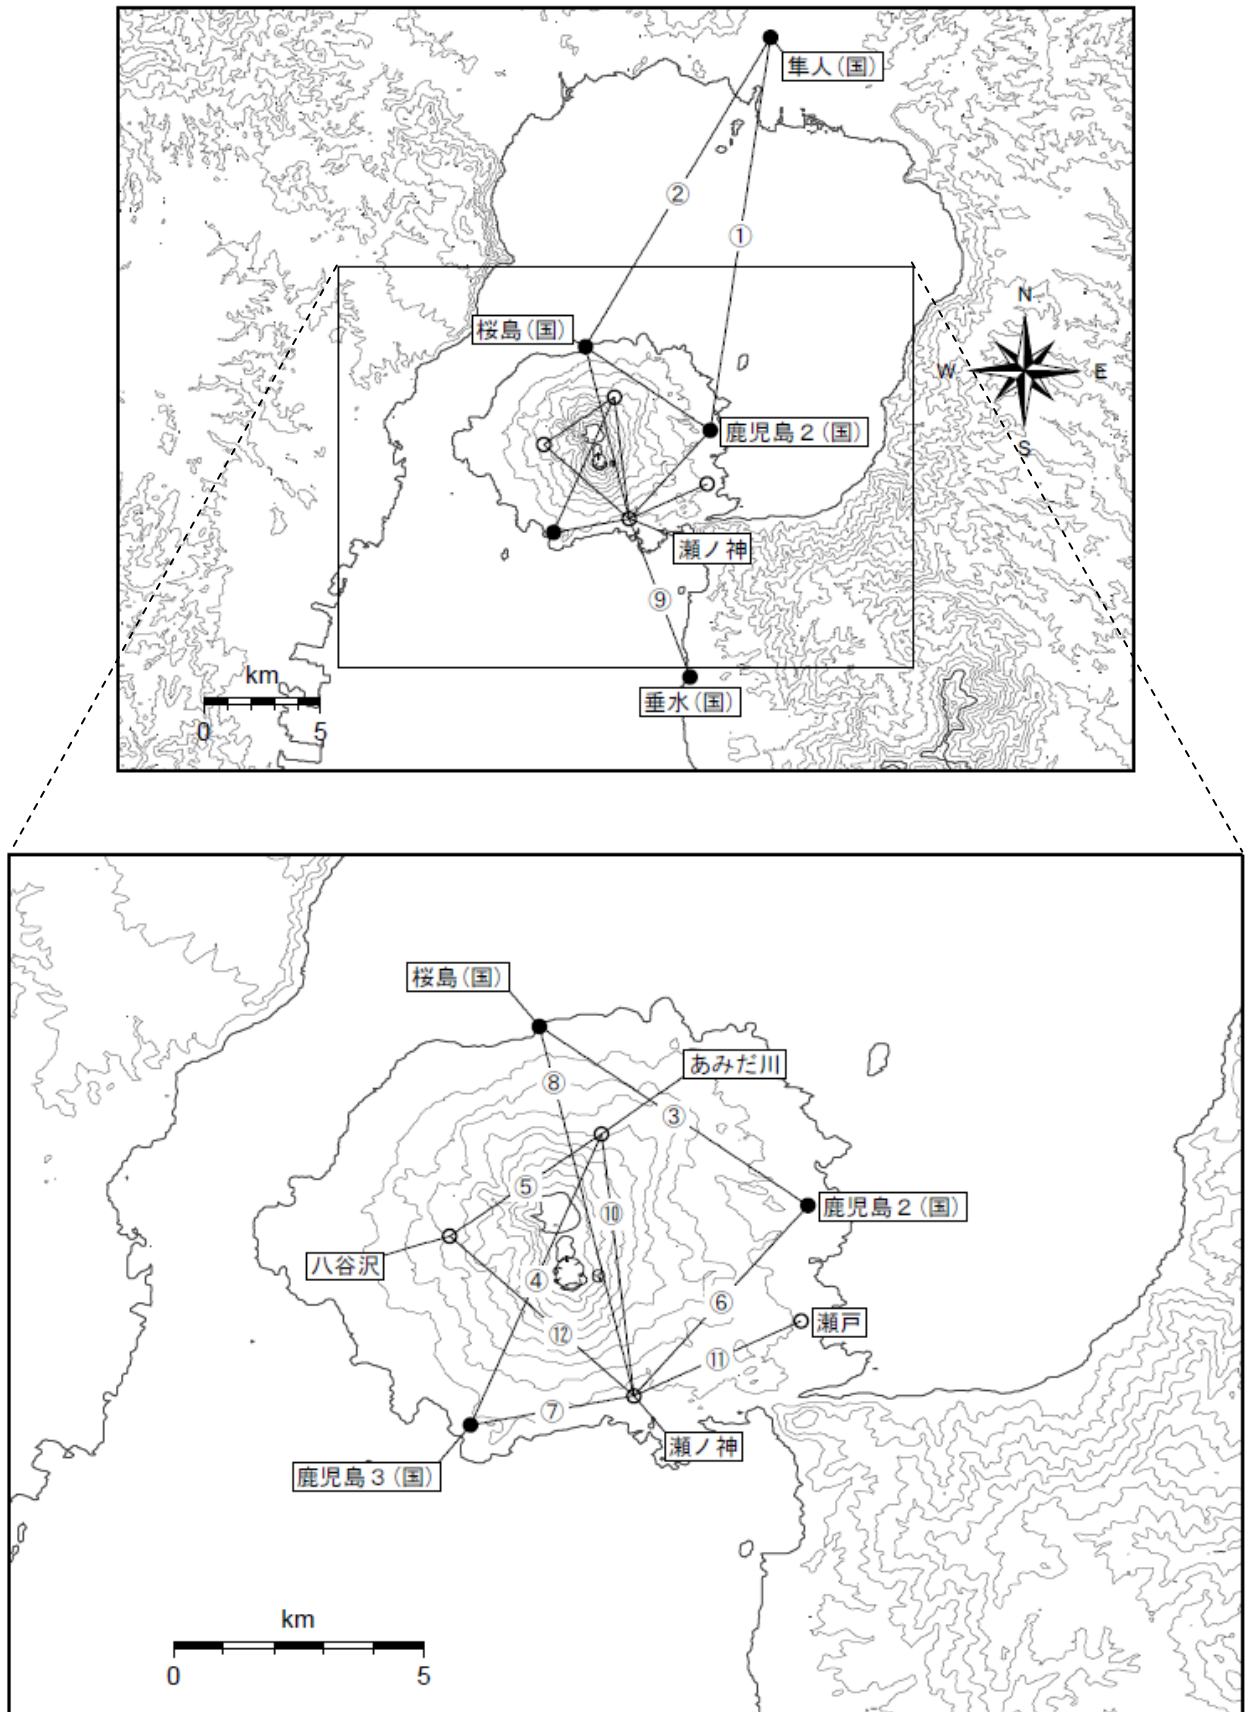 隼人(国)
②
①
N
桜島(国)
W
E
鹿児島2(国)
S
瀬ノ神
⑨
km
垂水(国)
0
5
桜島(国)
あみだ川
⑧
③
⑤
鹿児島2(国)
⑩
八谷沢
④
⑥
瀬戸
⑫
⑪
⑦
瀬ノ神
鹿児島3(国)
km
0
5